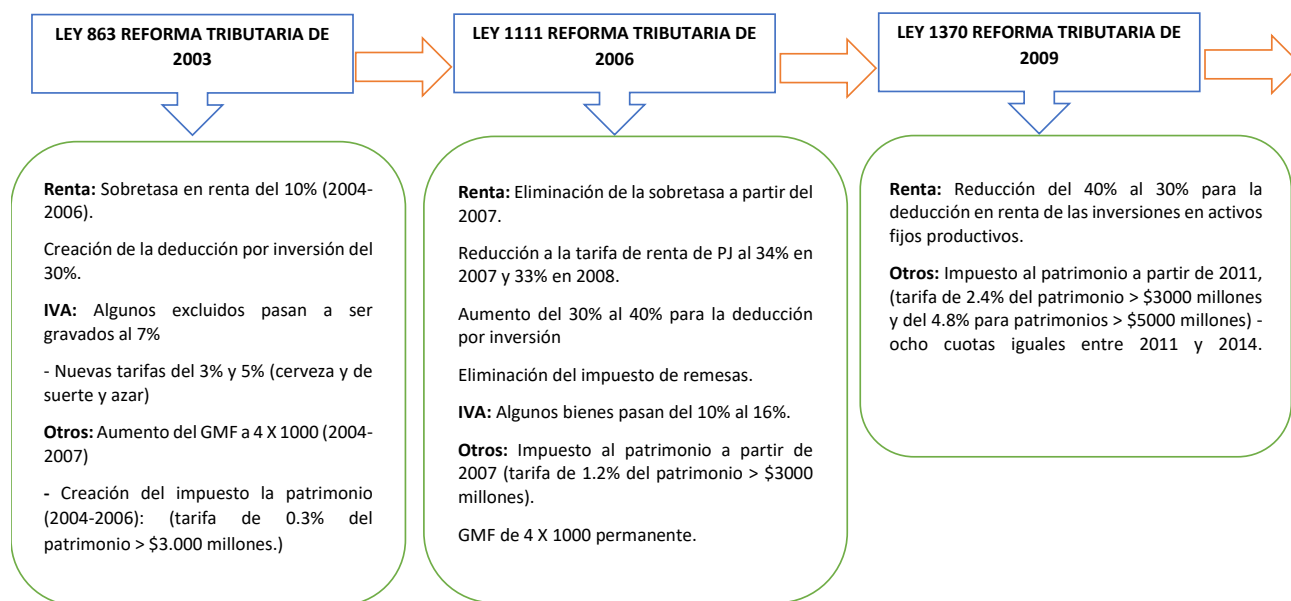 LEY 863 REFORMA TRIBUTARIA DE
2003
Renta: Sobretasa en renta del 10% (2004-
2006).
Creación de la deducción por inversión del
30%.
IVA: Algunos excluidos pasan a ser
gravados al 7%
- Nuevas tarifas del 3% y 5% (cerveza y de
suerte y azar)
Otros: Aumento del GMF a 4 X 1000 (2004-
2007)
- Creación del impuesto la patrimonio
(2004-2006): (tarifa de 0.3% del
patrimonio > $3.000 millones.)
LEY 1111 REFORMA TRIBUTARIA DE
2006
Renta: Eliminación de la sobretasa a partir del
2007.
Reducción a la tarifa de renta de PJ al 34% en
2007 y 33% en 2008.
Aumento del 30% al 40% para la deducción
por inversión
Eliminación del impuesto de remesas.
IVA: Algunos bienes pasan del 10% al 16%.
Otros: Impuesto al patrimonio a partir de
2007 (tarifa de 1.2% del patrimonio > $3000
millones).
GMF de 4 X 1000 permanente.
LEY 1370 REFORMA TRIBUTARIA DE
2009
Renta: Reducción del 40% al 30% para la
deducción en renta de las inversiones en activos
fijos productivos.
Otros: Impuesto al patrimonio a partir de 2011,
(tarifa de 2.4% del patrimonio > $3000 millones
y del 4.8% para patrimonios > $5000 millones) -
ocho cuotas iguales entre 2011 y 2014.